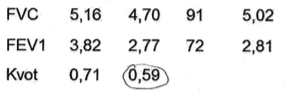 FVC 5,16 4,70 91 5,02
FEV1 3,82 2,77 72 2,81
Kvot 0,71 0,59